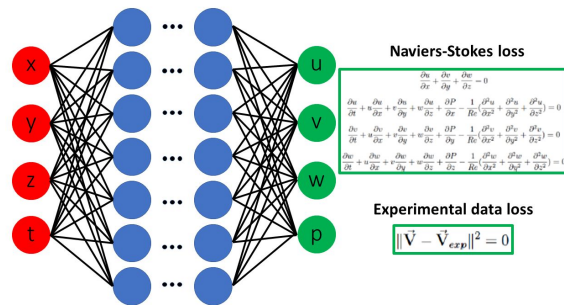 x
y
z
t
u
v
w
p
Naviers-Stokes loss
∂u/∂x + ∂v/∂y + ∂w/∂z = 0
∂u/∂t + u∂u/∂x + v∂u/∂y + w∂u/∂z + ∂P/∂x − 1/Re(∂²u/∂x² + ∂²u/∂y² + ∂²u/∂z²) = 0
∂v/∂t + u∂v/∂x + v∂v/∂y + w∂v/∂z + ∂P/∂y − 1/Re(∂²v/∂x² + ∂²v/∂y² + ∂²v/∂z²) = 0
∂w/∂t + u∂w/∂x + v∂w/∂y + w∂w/∂z + ∂P/∂z − 1/Re(∂²w/∂x² + ∂²w/∂y² + ∂²w/∂z²) = 0
Experimental data loss
‖V⃗ − V⃗exp‖² = 0